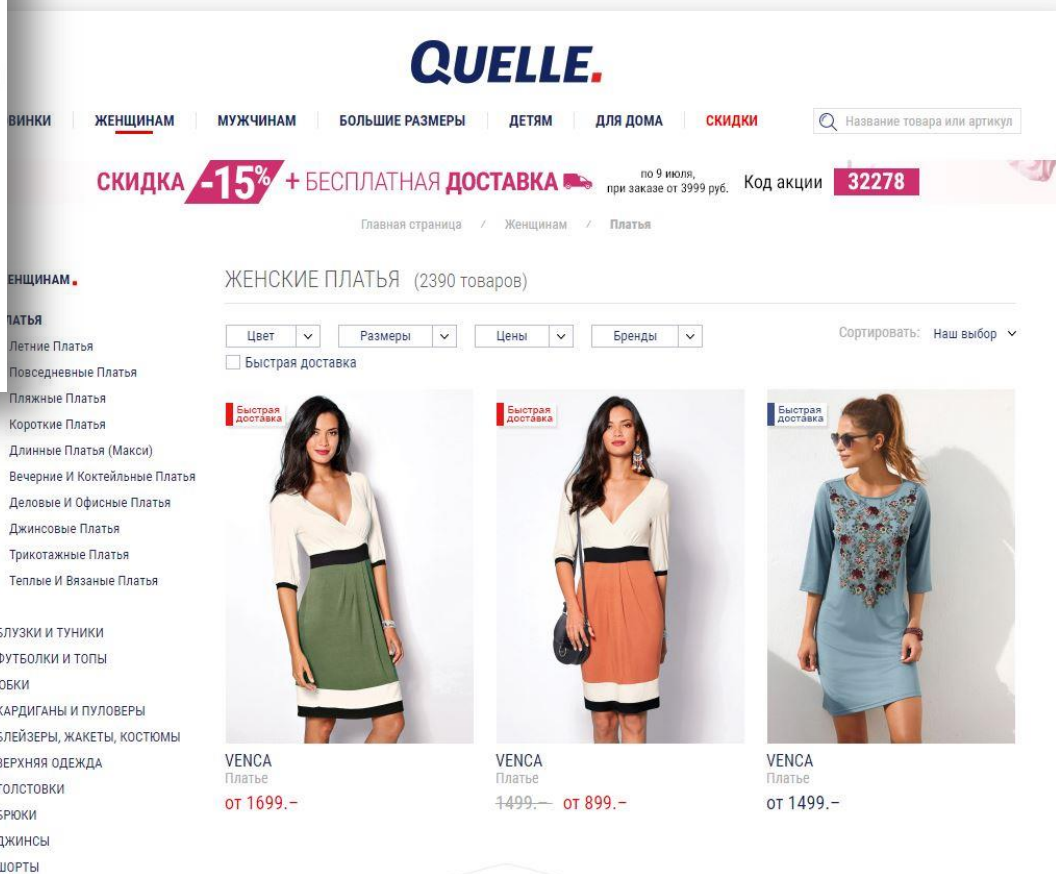 QUELLE.
ВИНКИ ЖЕНЩИНАМ МУЖЧИНАМ БОЛЬШИЕ РАЗМЕРЫ ДЕТЯМ ДЛЯ ДОМА СКИДКИ Название товара или артикул
СКИДКА -15% + БЕСПЛАТНАЯ ДОСТАВКА по 9 июля, при заказе от 3999 руб. Код акции 32278
Главная страница / Женщинам / Платья
ЕНЩИНАМ.
ЛАТЬЯ
Летние Платья
Повседневные Платья
Пляжные Платья
Короткие Платья
Длинные Платья (Макси)
Вечерние И Коктейльные Платья
Деловые И Офисные Платья
Джинсовые Платья
Трикотажные Платья
Теплые И Вязаные Платья
БЛУЗКИ И ТУНИКИ
ФУТБОЛКИ И ТОПЫ
ЮБКИ
КАРДИГАНЫ И ПУЛОВЕРЫ
БЛЕЙЗЕРЫ, ЖАКЕТЫ, КОСТЮМЫ
ВЕРХНЯЯ ОДЕЖДА
ТОЛСТОВКИ
БРЮКИ
ДЖИНСЫ
ШОРТЫ
ЖЕНСКИЕ ПЛАТЬЯ (2390 товаров)
Цвет Размеры Цены Бренды Сортировать: Наш выбор
Быстрая доставка
Быстрая доставка
VENCA
Платье
от 1699.–
Быстрая доставка
VENCA
Платье
1499.– от 899.–
Быстрая доставка
VENCA
Платье
от 1499.–